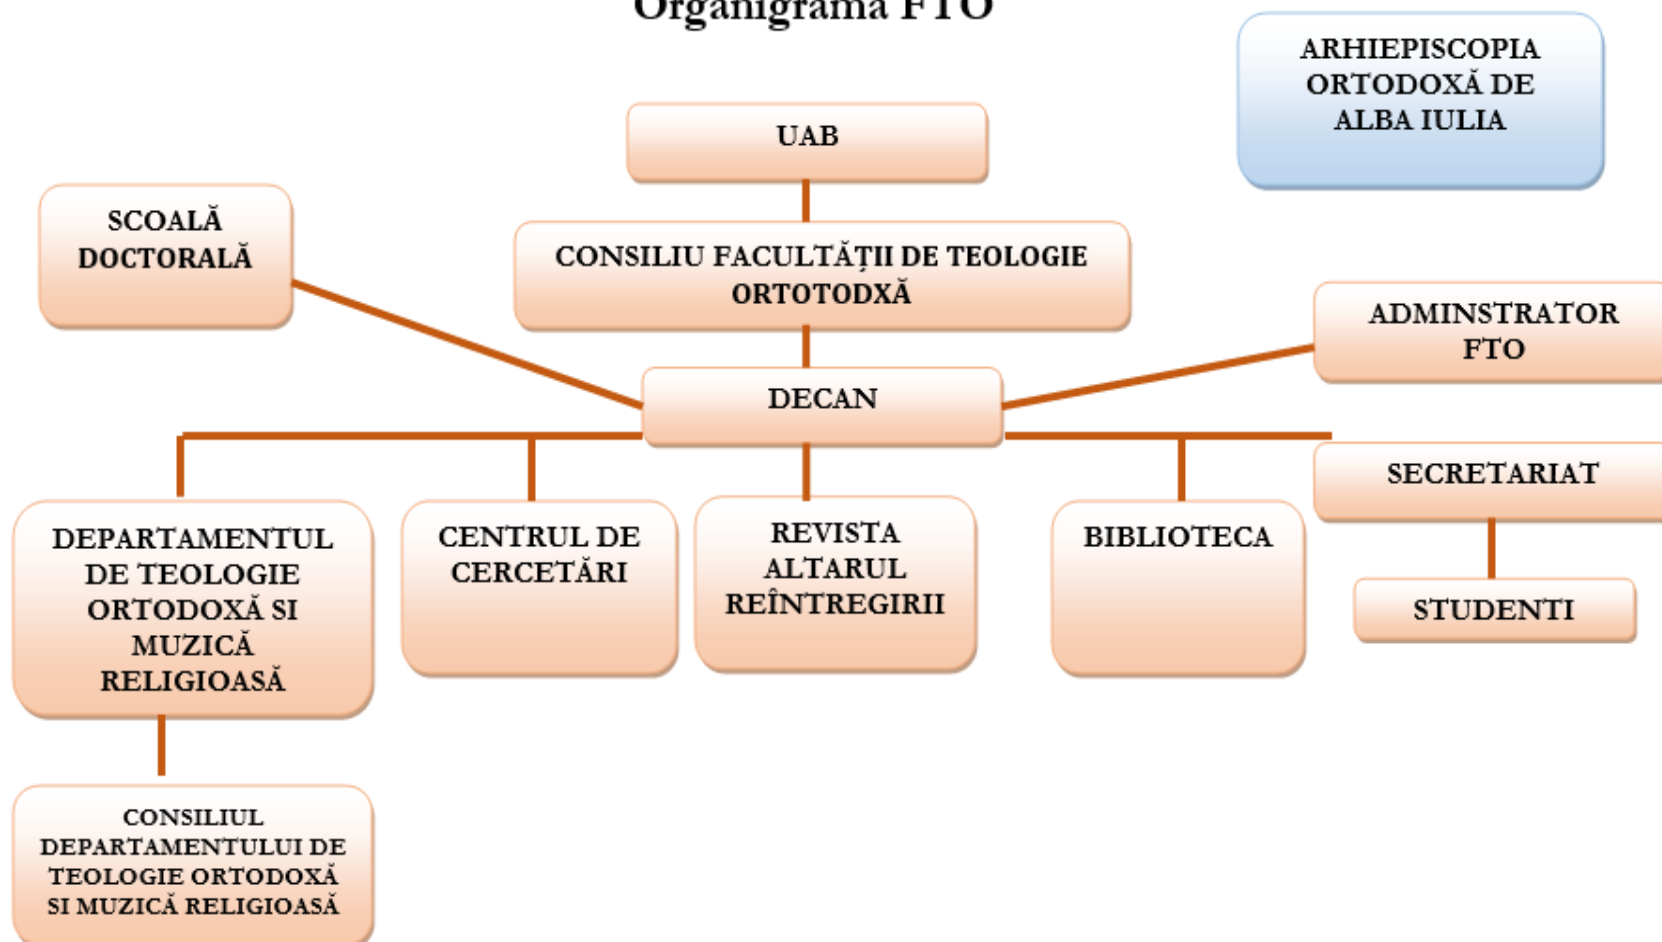 Organigrama FTO
ARHIEPISCOPIA
ORTODOXĂ DE
ALBA IULIA
UAB
SCOALĂ
DOCTORALĂ
CONSILIU FACULTĂȚII DE TEOLOGIE
ORTOTODXĂ
ADMINSTRATOR
FTO
DECAN
SECRETARIAT
DEPARTAMENTUL
DE TEOLOGIE
ORTODOXĂ SI
MUZICĂ
RELIGIOASĂ
CENTRUL DE
CERCETĂRI
REVISTA
ALTARUL
REÎNTREGIRII
BIBLIOTECA
STUDENTI
CONSILIUL
DEPARTAMENTULUI DE
TEOLOGIE ORTODOXĂ
SI MUZICĂ RELIGIOASĂ